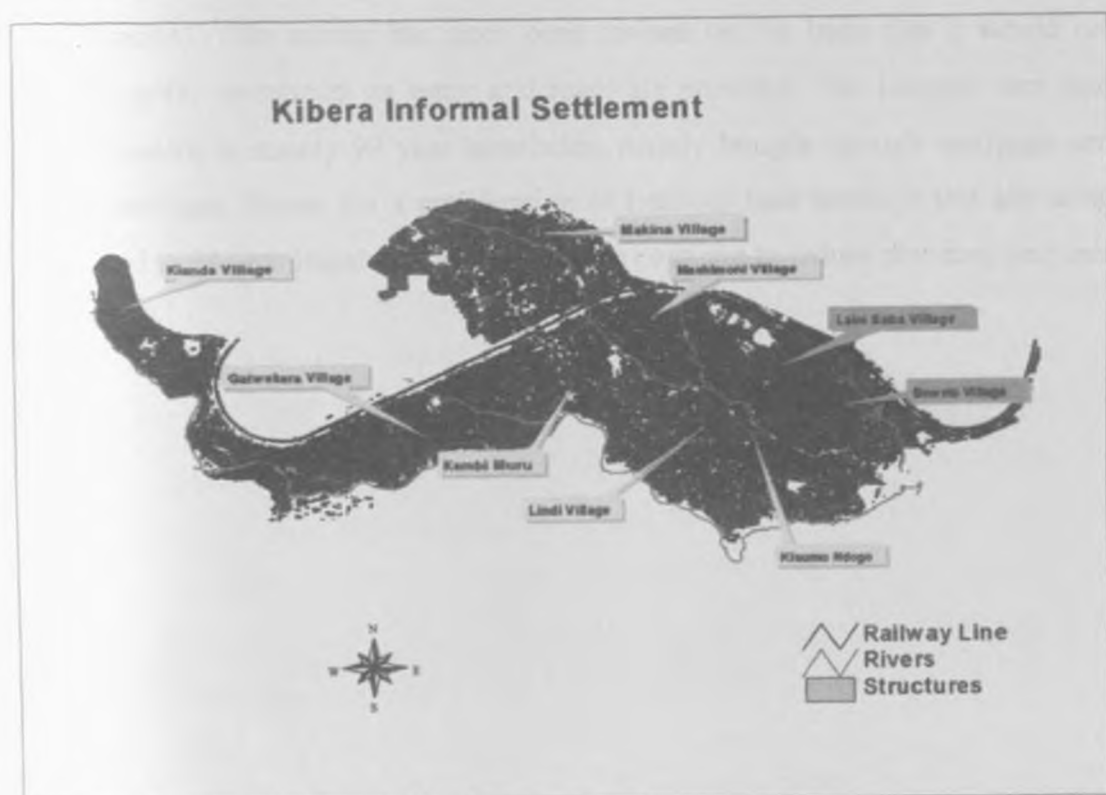 Kibera Informal Settlement
Makina Village
Kianda Village
Mashimoni Village
Laini Saba Village
Gatwekera Village
Soweto Village
Kambi Muru
Lindi Village
Kisumu Ndogo
N
W E
S
Railway Line
Rivers
Structures